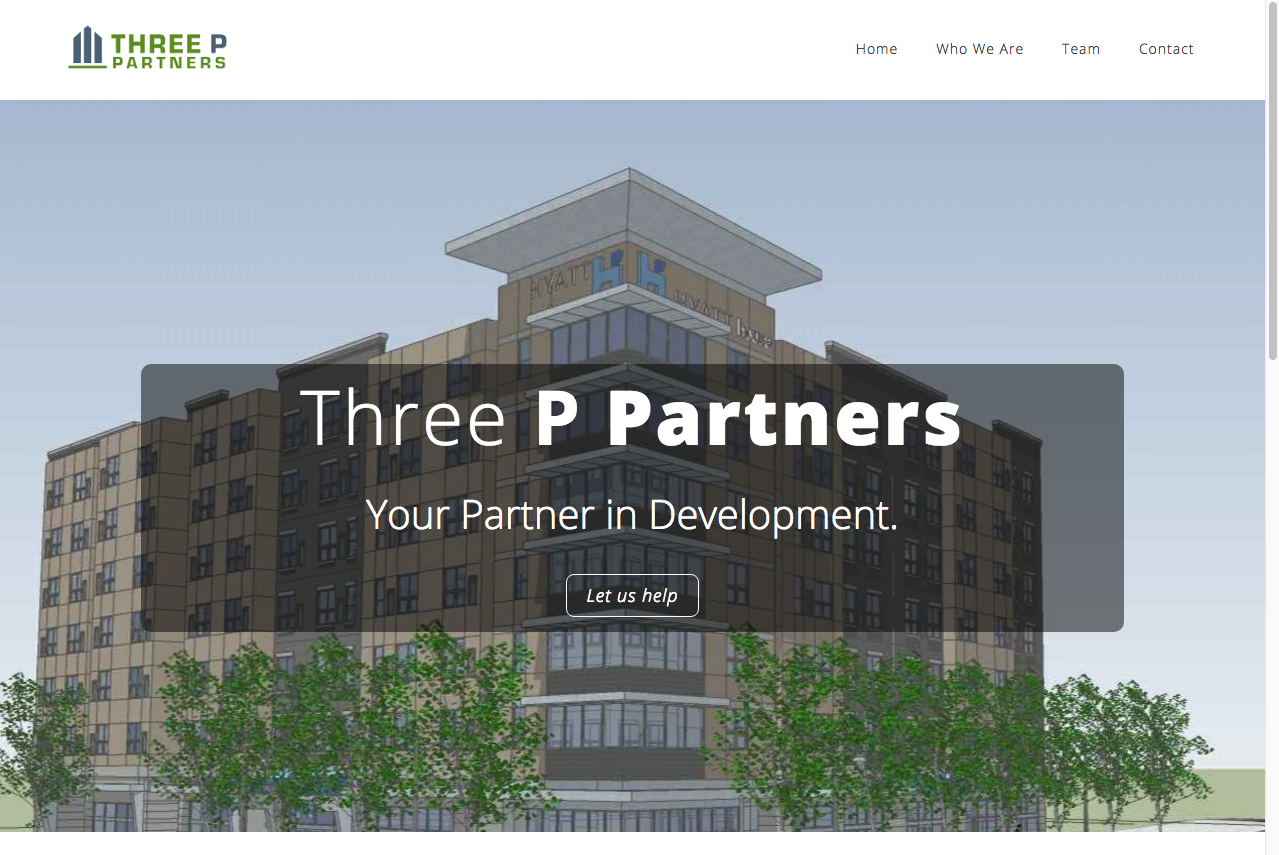 THREE P
PARTNERS
Home Who We Are Team Contact
HYATT
HYATT house
Three P Partners
Your Partner in Development.
Let us help